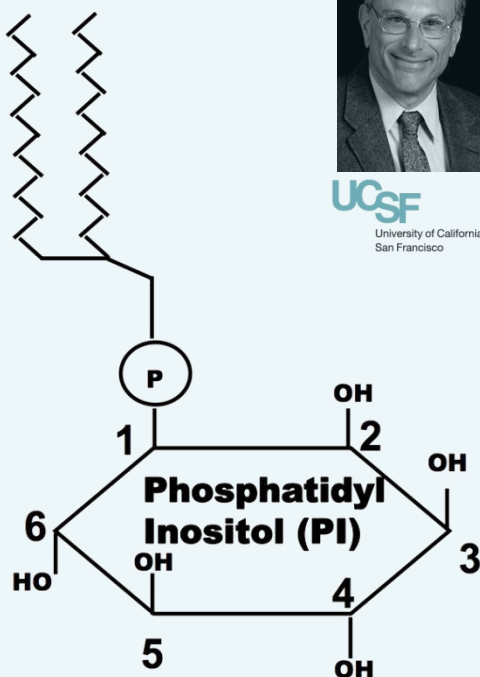 UCSF
University of California
San Francisco
P
OH
1
2
OH
Phosphatidyl
Inositol (PI)
6
3
OH
HO
4
5
OH